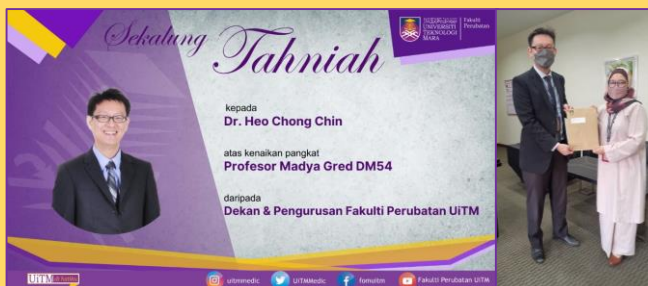 Sekalung
Tahniah
UNIVERSITI
TEKNOLOGI
MARA
Fakulti
Perubatan
kepada
Dr. Heo Chong Chin
atas kenaikan pangkat
Profesor Madya Gred DM54
daripada
Dekan & Pengurusan Fakulti Perubatan UiTM
UiTM
uitmmedic
UiTMMedic
fomuitm
Fakulti Perubatan UiTM